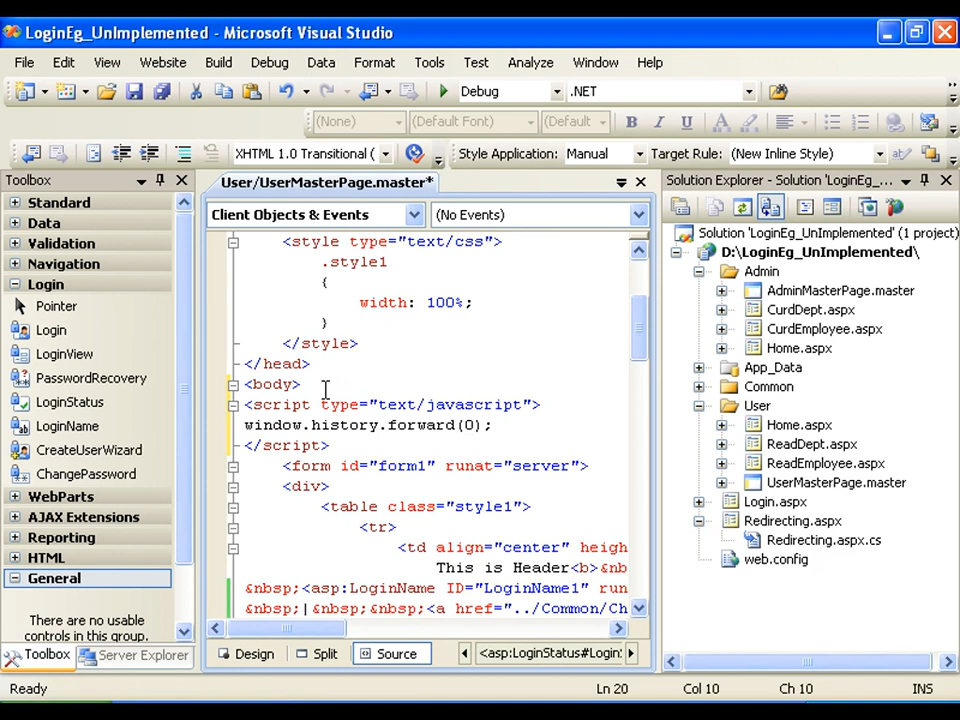 LoginEg_UnImplemented - Microsoft Visual Studio
File Edit View Website Build Debug Data Format Tools Test Analyze Window Help
Debug .NET
(None) (Default Font) (Default B I U A
XHTML 1.0 Transitional ( Style Application: Manual Target Rule: (New Inline Style)
Toolbox
Standard
Data
Validation
Navigation
Login
Pointer
Login
LoginView
PasswordRecovery
LoginStatus
LoginName
CreateUserWizard
ChangePassword
WebParts
AJAX Extensions
Reporting
HTML
General
There are no usable
controls in this group.
Toolbox Server Explorer
User/UserMasterPage.master*
Client Objects & Events (No Events)
<style type="text/css">
.style1
{
width: 100%;
}
</style>
</head>
<body>
<script type="text/javascript">
window.history.forward(0);
</script>
<form id="form1" runat="server">
<div>
<table class="style1">
<tr>
<td align="center" heigh
This is Header<b>&nb
&nbsp;<asp:LoginName ID="LoginName1" run
&nbsp;|&nbsp;&nbsp;<a href="../Common/Ch
Design Split Source <asp:LoginStatus#Login
Solution Explorer - Solution 'LoginEg_...
Solution 'LoginEg_UnImplemented' (1 project)
D:\LoginEg_UnImplemented\
Admin
AdminMasterPage.master
CurdDept.aspx
CurdEmployee.aspx
Home.aspx
App_Data
Common
User
Home.aspx
ReadDept.aspx
ReadEmployee.aspx
UserMasterPage.master
Login.aspx
Redirecting.aspx
Redirecting.aspx.cs
web.config
Ready Ln 20 Col 10 Ch 10 INS